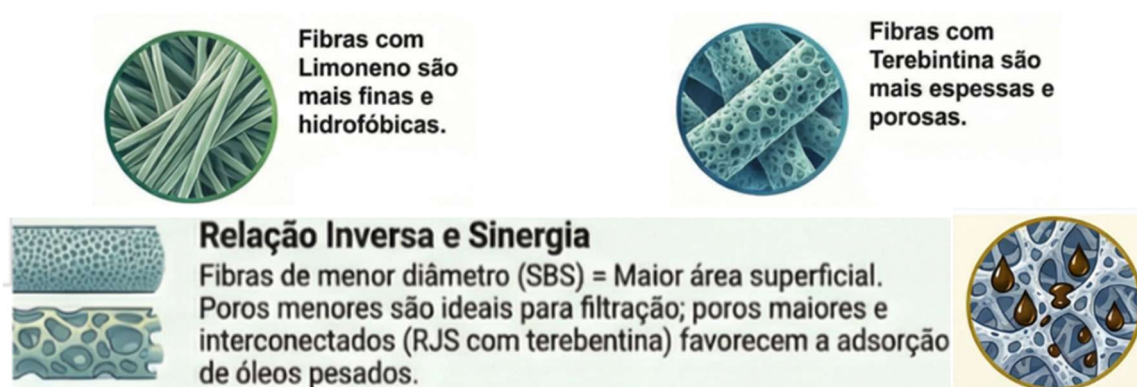 Fibras com
Limoneno são
mais finas e
hidrofóbicas.
Fibras com
Terebintina são
mais espessas e
porosas.
Relação Inversa e Sinergia
Fibras de menor diâmetro (SBS) = Maior área superficial.
Poros menores são ideais para filtração; poros maiores e
interconectados (RJS com terebentina) favorecem a adsorção
de óleos pesados.